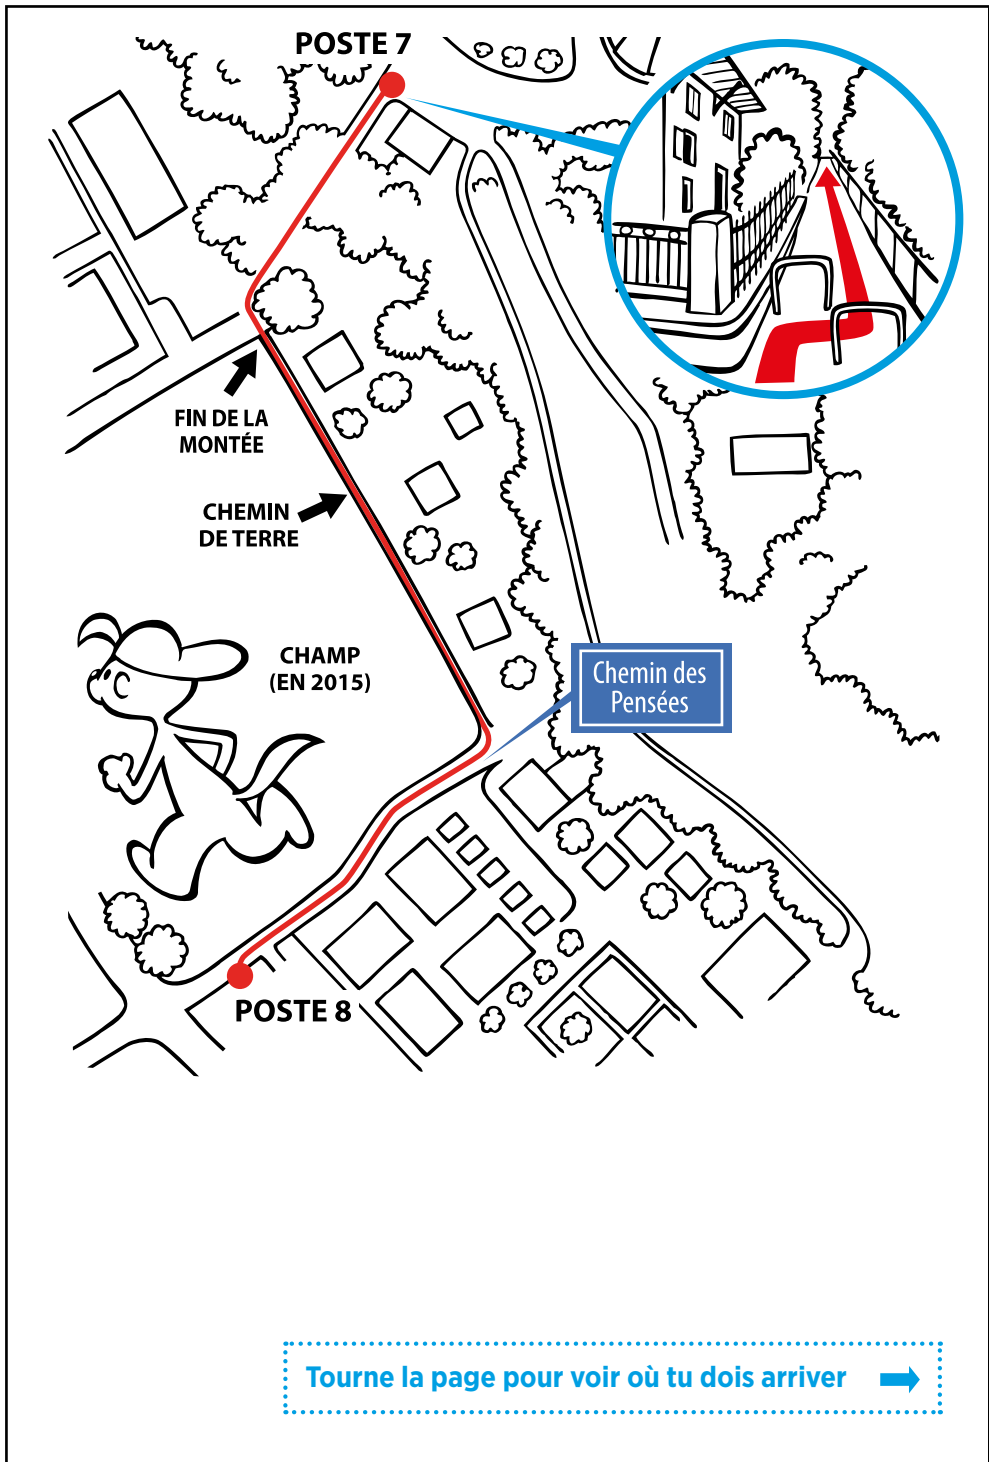 POSTE 7
FIN DE LA
MONTÉE
CHEMIN
DE TERRE
CHAMP
(EN 2015)
Chemin des
Pensées
POSTE 8
Tourne la page pour voir où tu dois arriver